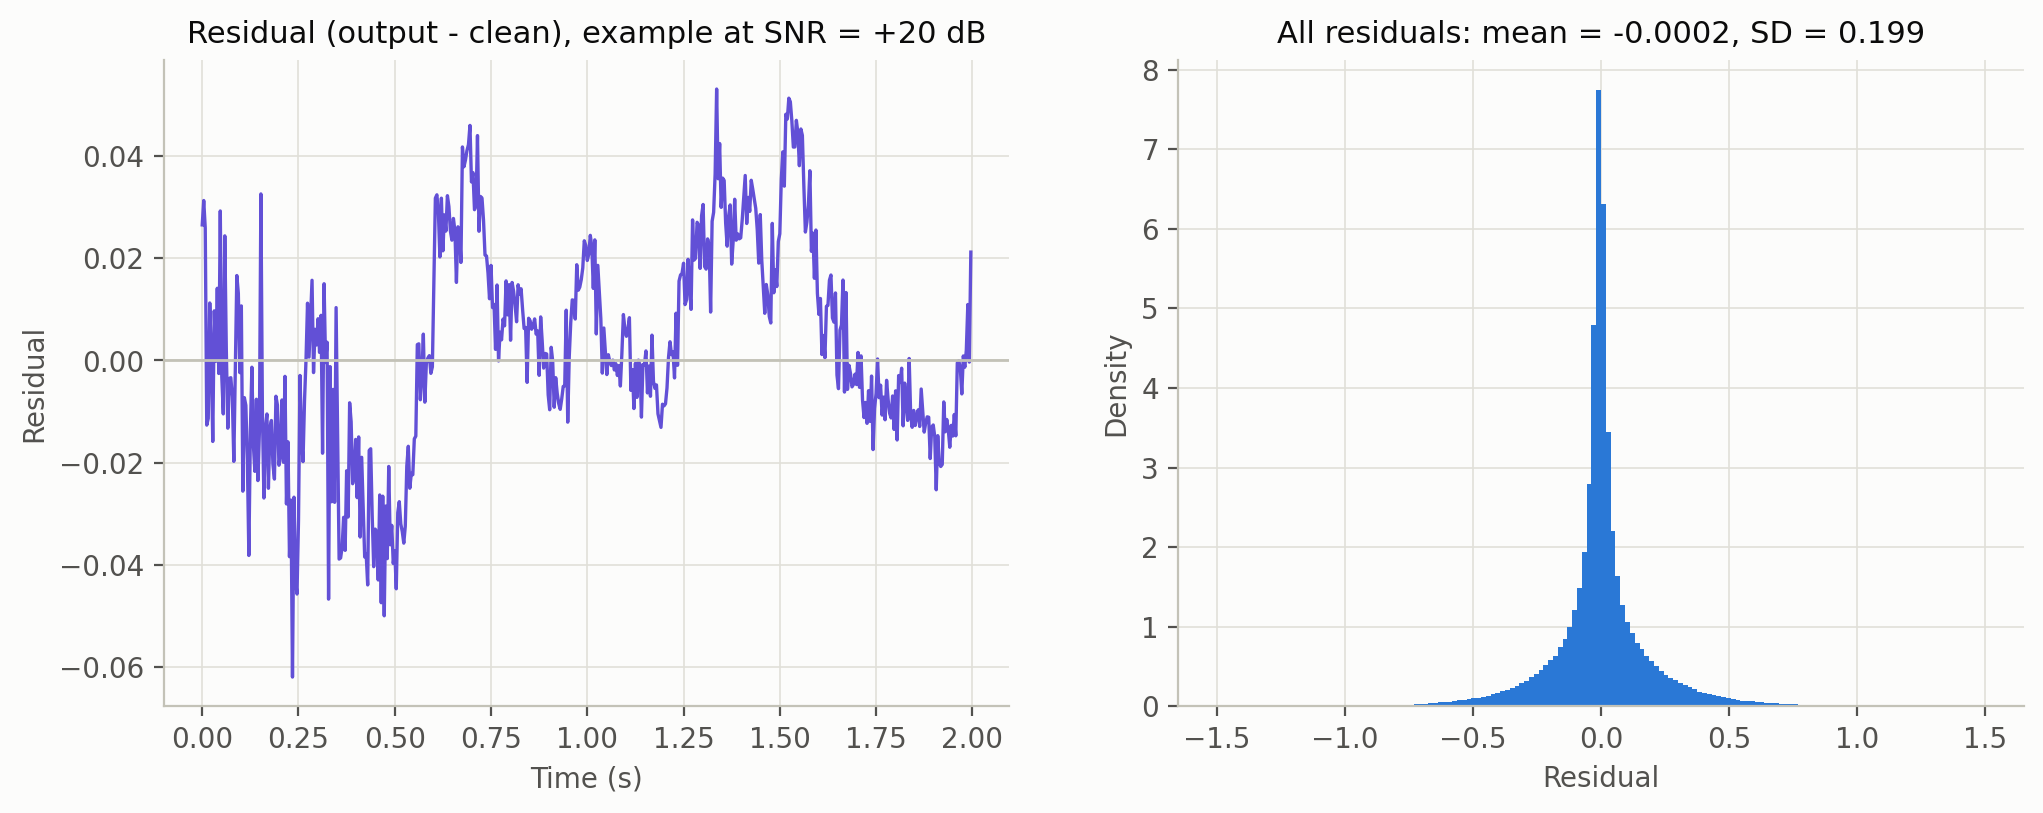 Residual (output - clean), example at SNR = +20 dB
0.04
0.02
0.00
−0.02
−0.04
−0.06
Residual
0.00 0.25 0.50 0.75 1.00 1.25 1.50 1.75 2.00
Time (s)
All residuals: mean = -0.0002, SD = 0.199
8
7
6
5
4
3
2
1
0
Density
−1.5 −1.0 −0.5 0.0 0.5 1.0 1.5
Residual